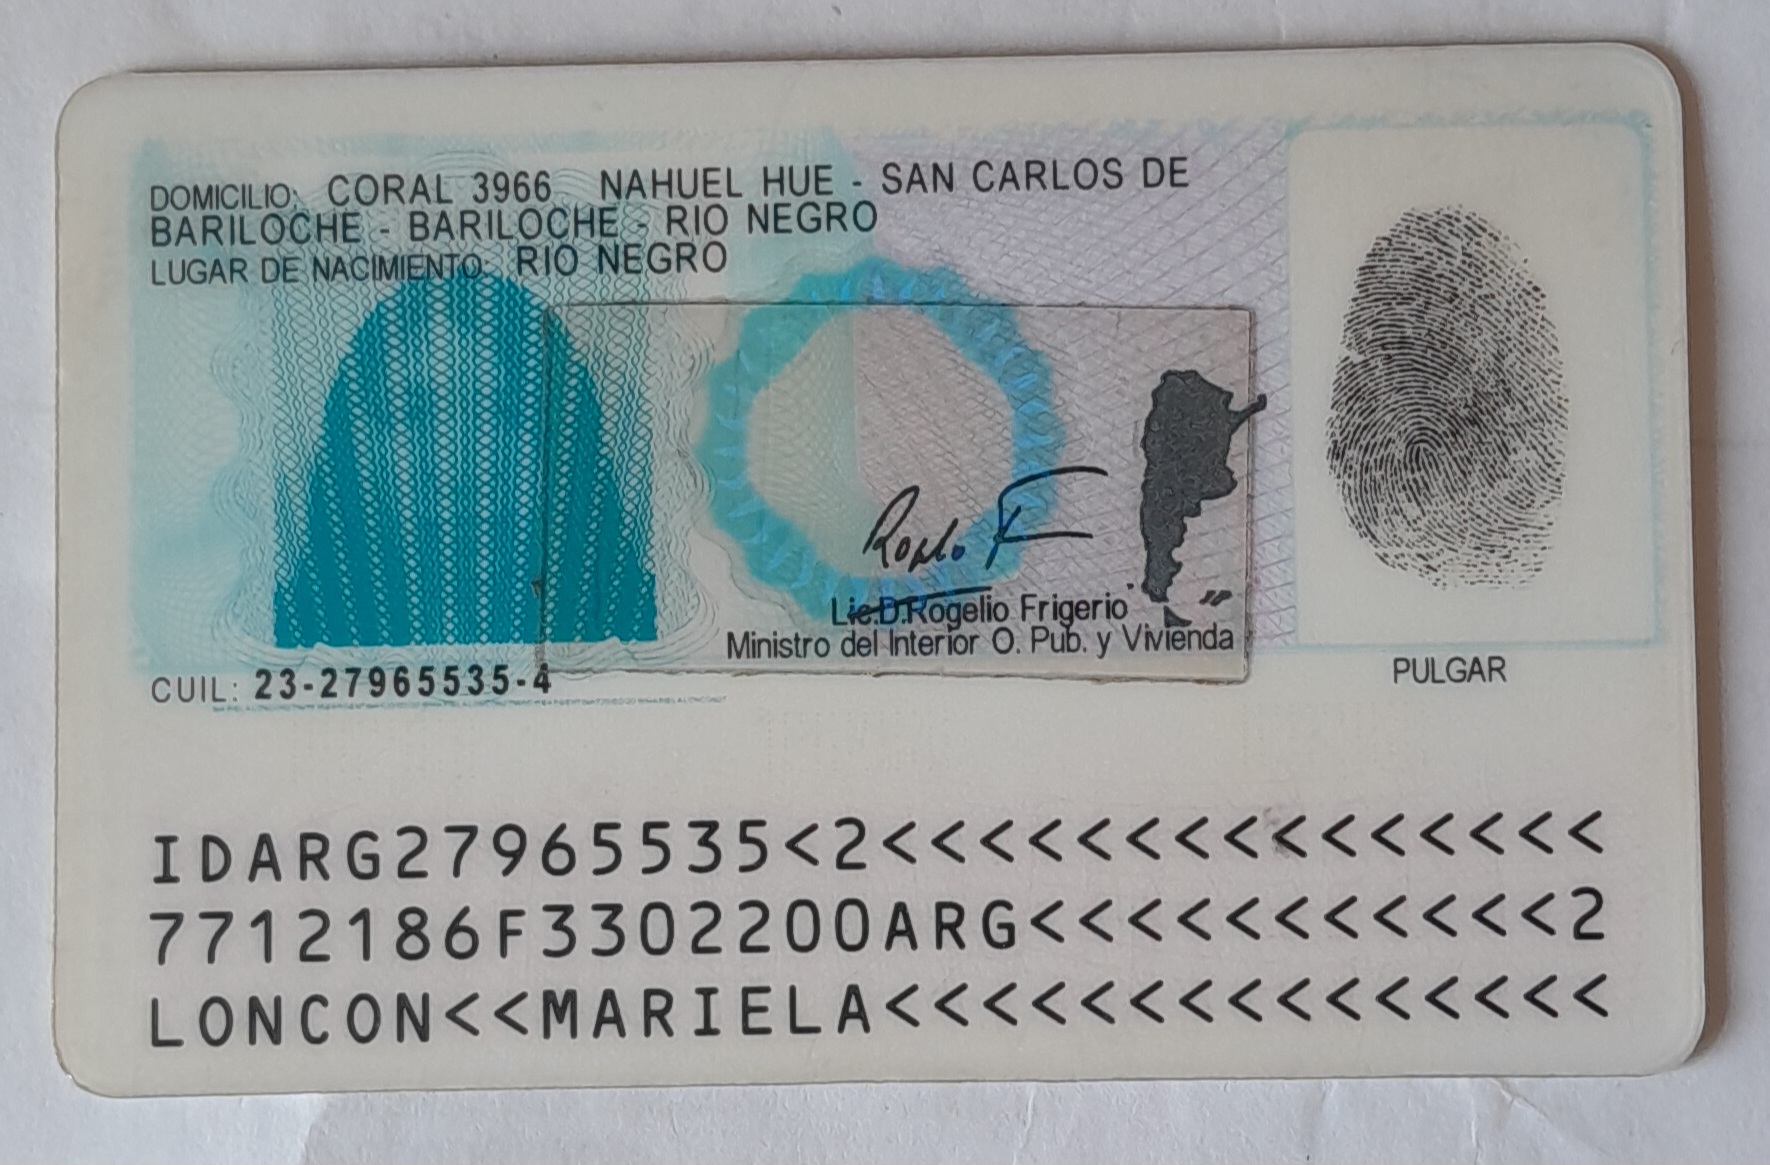 DOMICILIO: CORAL 3966 NAHUEL HUE - SAN CARLOS DE
BARILOCHE - BARILOCHE - RIO NEGRO
LUGAR DE NACIMIENTO: RIO NEGRO
Lic.D.Rogelio Frigerio
Ministro del Interior O. Pub. y Vivienda
PULGAR
CUIL: 23-27965535-4
IDARG27965535<2<<<<<<<<<<<<<<<
7712186F3302200ARG<<<<<<<<<<<2
LONCON<<MARIELA<<<<<<<<<<<<<<<